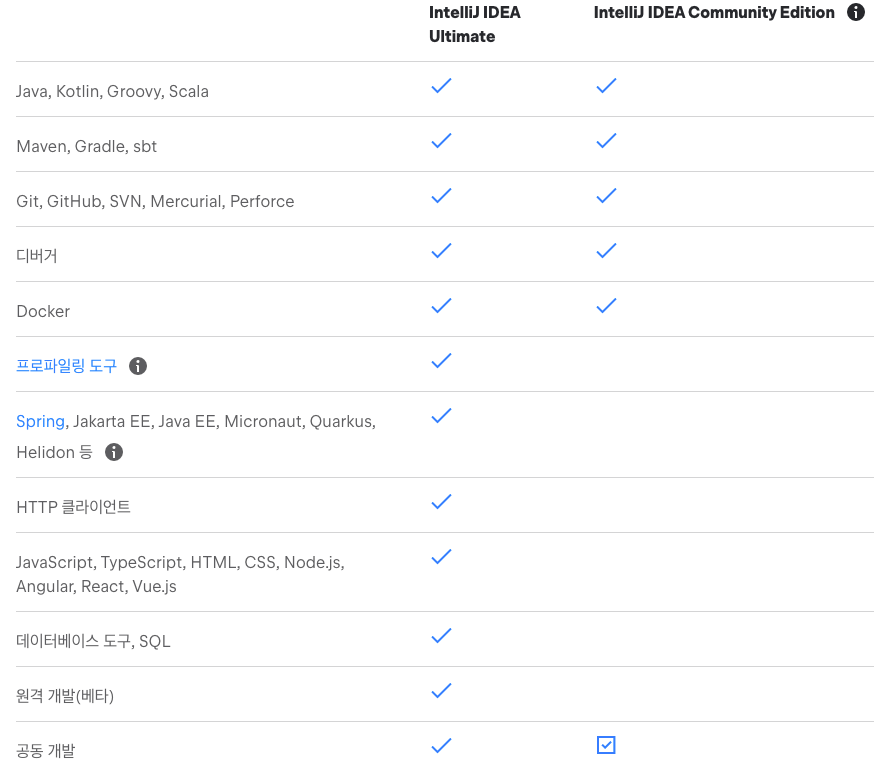 IntelliJ IDEA Ultimate
IntelliJ IDEA Community Edition
Java, Kotlin, Groovy, Scala
Maven, Gradle, sbt
Git, GitHub, SVN, Mercurial, Perforce
디버거
Docker
프로파일링 도구
Spring, Jakarta EE, Java EE, Micronaut, Quarkus,
Helidon 등
HTTP 클라이언트
JavaScript, TypeScript, HTML, CSS, Node.js,
Angular, React, Vue.js
데이터베이스 도구, SQL
원격 개발(베타)
공동 개발